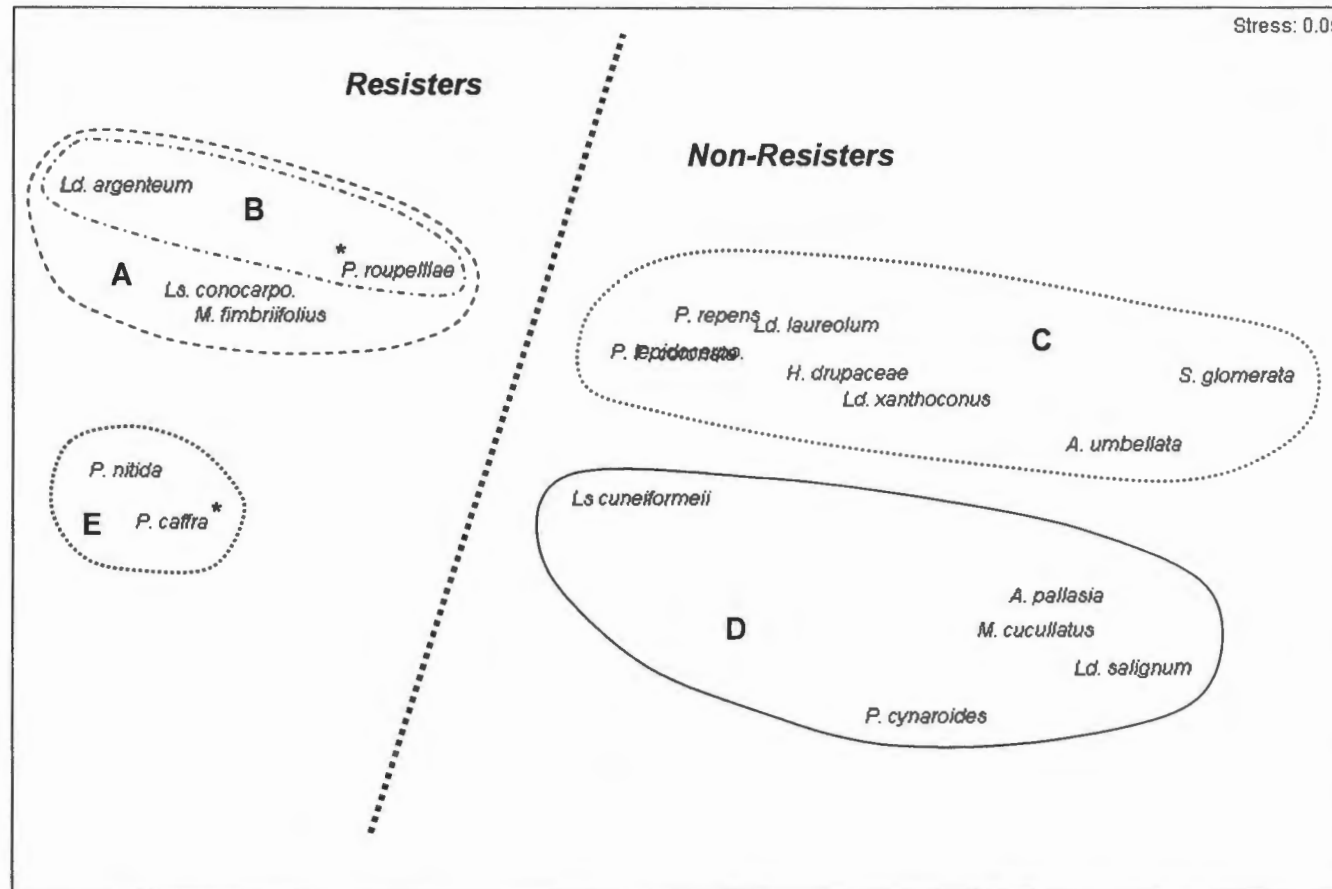 Stress: 0.0
Resisters
Non-Resisters
Ld. argenteum
B
*
P. roupelliae
A
Ls. conocarpo.
M. fimbriifolius
P. repens
Ld. laureolum
C
P.
H. drupaceae
S. glomerata
Ld. xanthoconus
A. umbellata
P. nitida
E
P. caffra*
Ls cuneiformeii
A. pallasia
D
M. cucullatus
Ld. salignum
P. cynaroides